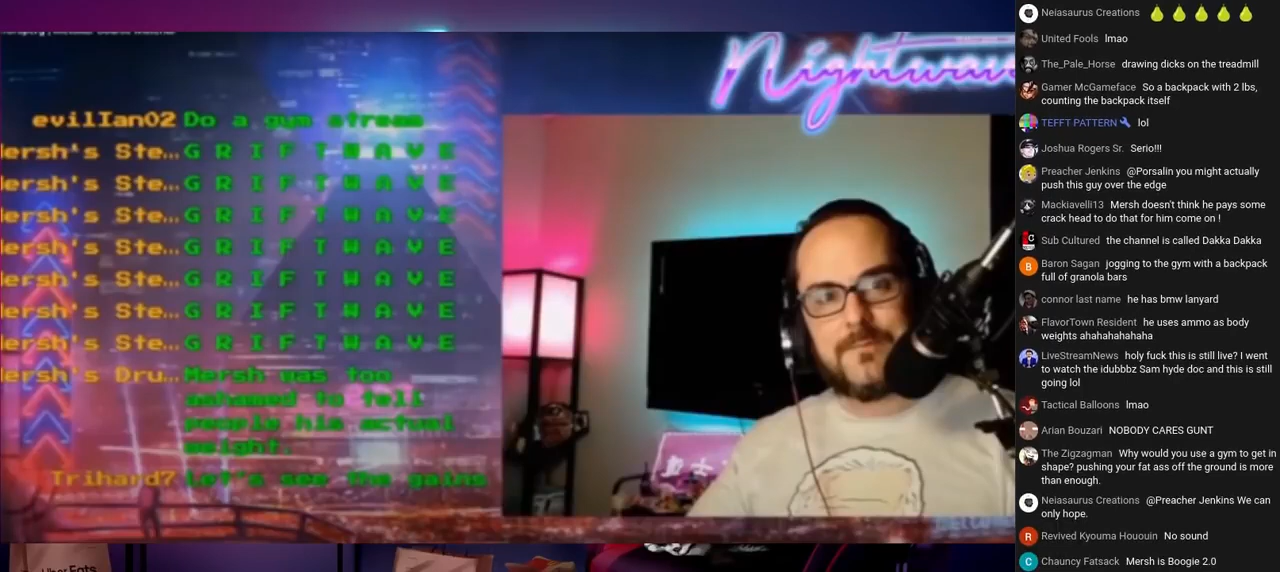 Nightwav
evilIan02 Do a gym stream
Mersh's Ste... G R I F T W A V E
ersh's Ste... G R I F T W A V E
ersh's Ste... G R I F T W A V E
ersh's Ste... G R I F T W A V E
ersh's Ste... G R I F T W A V E
ersh's Ste... G R I F T W A V E
ersh's Ste... G R I F T W A V E
ersh's Dru... Mersh was too
ashamed to tell
people his actual
weight.
Trihard7 Let's see the gains
Uber Eats
Neiasaurus Creations
United Fools lmao
The_Pale_Horse drawing dicks on the treadmill
Gamer McGameface So a backpack with 2 lbs,
counting the backpack itself
TEFFT PATTERN lol
Joshua Rogers Sr. Serio!!!
Preacher Jenkins @Porsalin you might actually
push this guy over the edge
Mackiavelli13 Mersh doesn't think he pays some
crack head to do that for him come on !
Sub Cultured the channel is called Dakka Dakka
B Baron Sagan jogging to the gym with a backpack
full of granola bars
connor last name he has bmw lanyard
FlavorTown Resident he uses ammo as body
weights ahahahahahaha
LiveStreamNews holy fuck this is still live? I went
to watch the idubbbz Sam hyde doc and this is still
going lol
Tactical Balloons lmao
Arian Bouzari NOBODY CARES GUNT
The Zigzagman Why would you use a gym to get in
shape? pushing your fat ass off the ground is more
than enough.
Neiasaurus Creations @Preacher Jenkins We can
only hope.
R Revived Kyouma Hououin No sound
C Chauncy Fatsack Mersh is Boogie 2.0